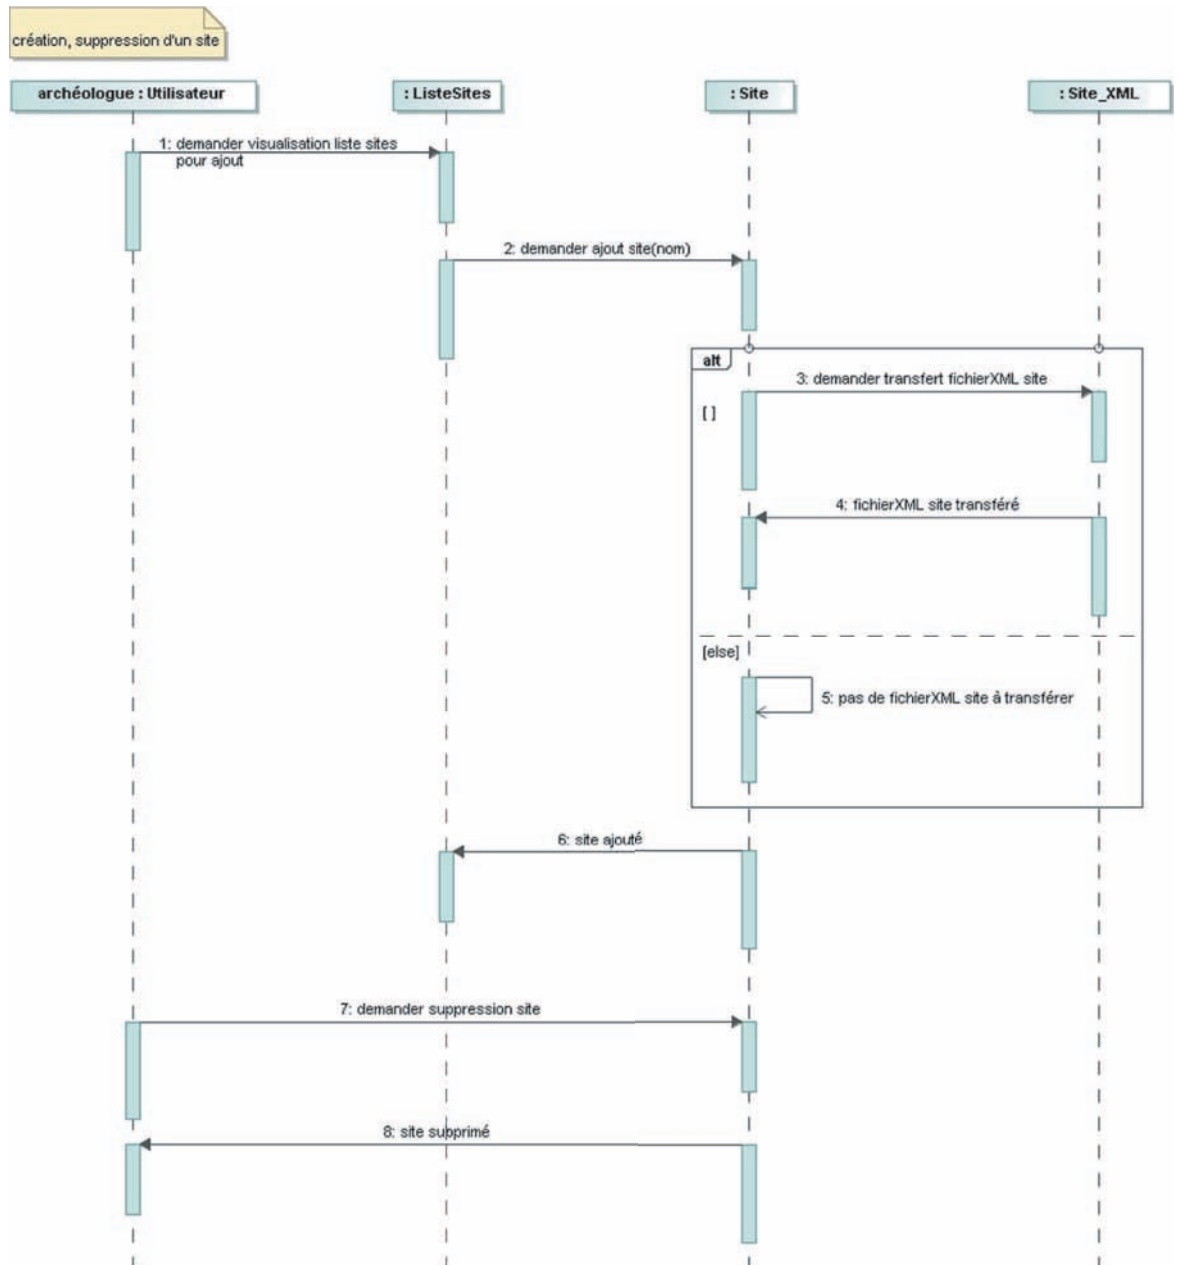 création, suppression d'un site
archéologue : Utilisateur
: ListeSites
: Site
: Site_XML
1: demander visualisation liste sites
pour ajout
2: demander ajout site(nom)
alt
3: demander transfert fichierXML site
[ ]
4: fichierXML site transféré
[else]
5: pas de fichierXML site à transférer
6: site ajouté
7: demander suppression site
8: site supprimé